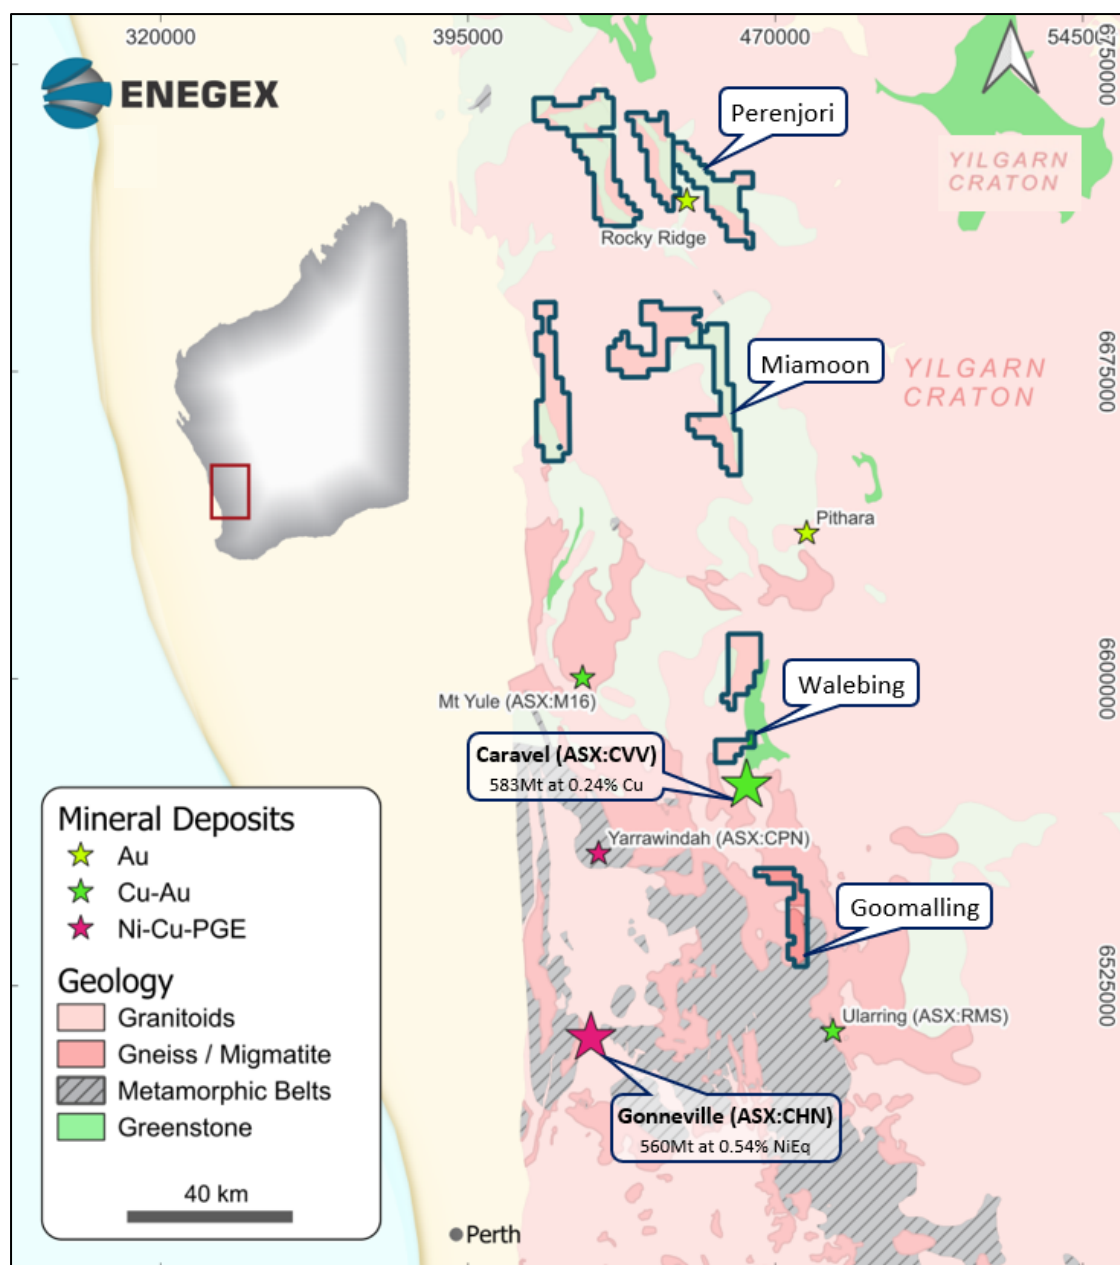 320000
395000
470000
545000
6750000
ENEGEX
Perenjori
YILGARN
CRATON
Rocky Ridge
Miamoon
YILGARN
CRATON
6675000
Pithara
6600000
Walebing
Mt Yule (ASX:M16)
Caravel (ASX:CVV)
583Mt at 0.24% Cu
Yarrawindah (ASX:CPN)
Goomalling
6525000
Ularring (ASX:RMS)
Gonneville (ASX:CHN)
560Mt at 0.54% NiEq
Perth
Mineral Deposits
Au
Cu-Au
Ni-Cu-PGE
Geology
Granitoids
Gneiss / Migmatite
Metamorphic Belts
Greenstone
40 km